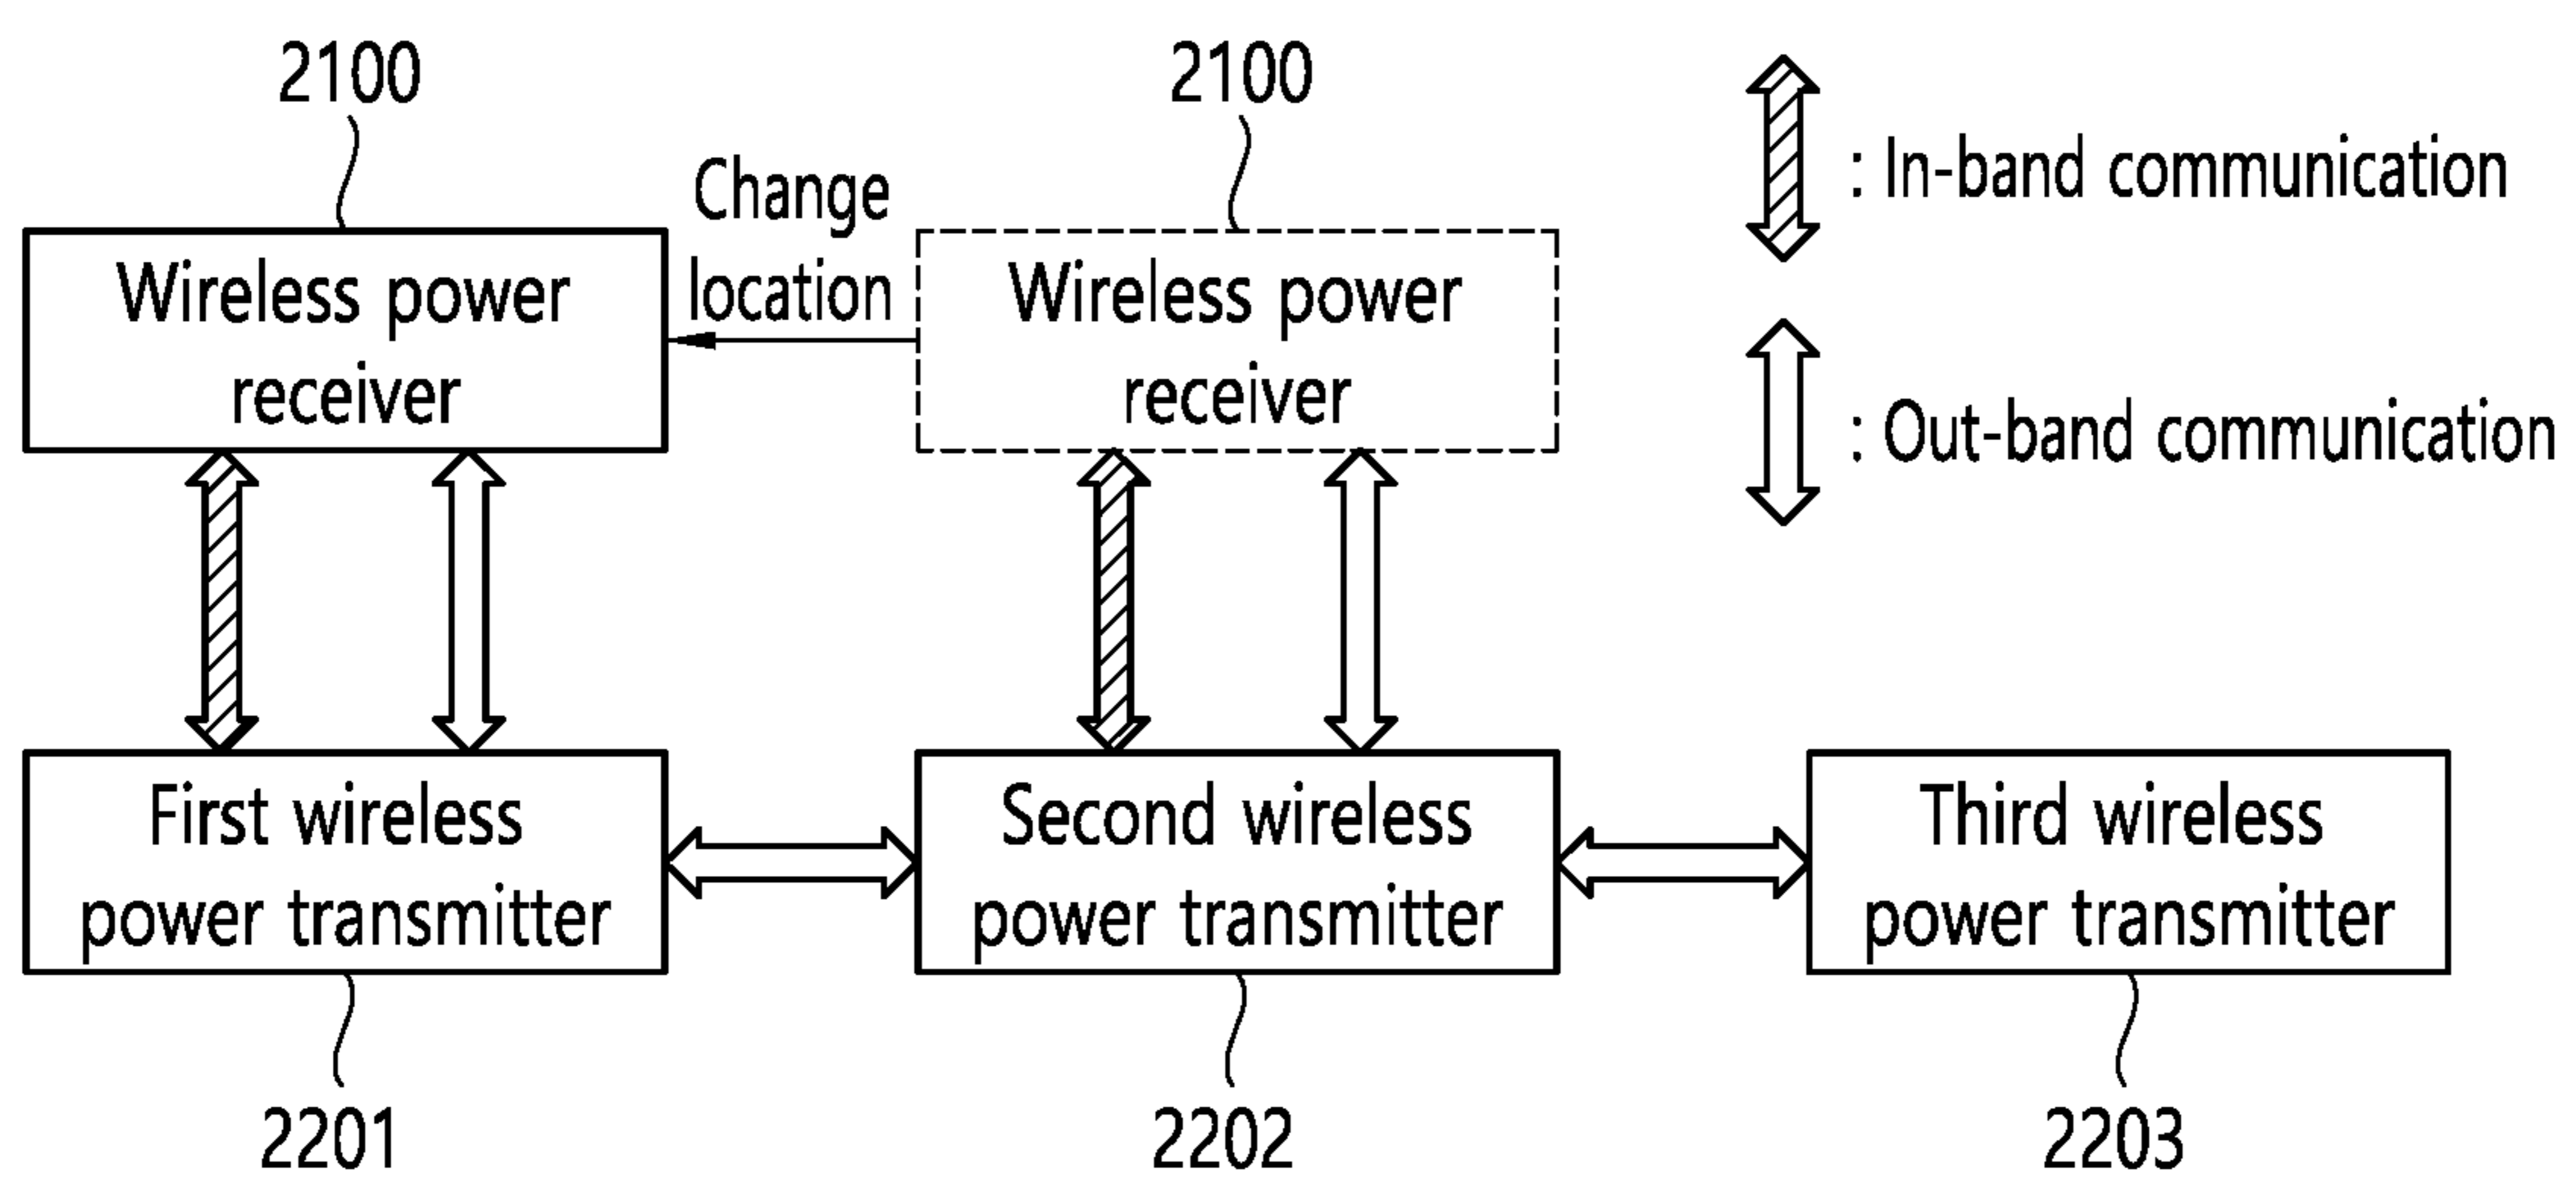 2100
2100
Change
location
Wireless power
receiver
Wireless power
receiver
: In-band communication
: Out-band communication
First wireless
power transmitter
Second wireless
power transmitter
Third wireless
power transmitter
2201
2202
2203